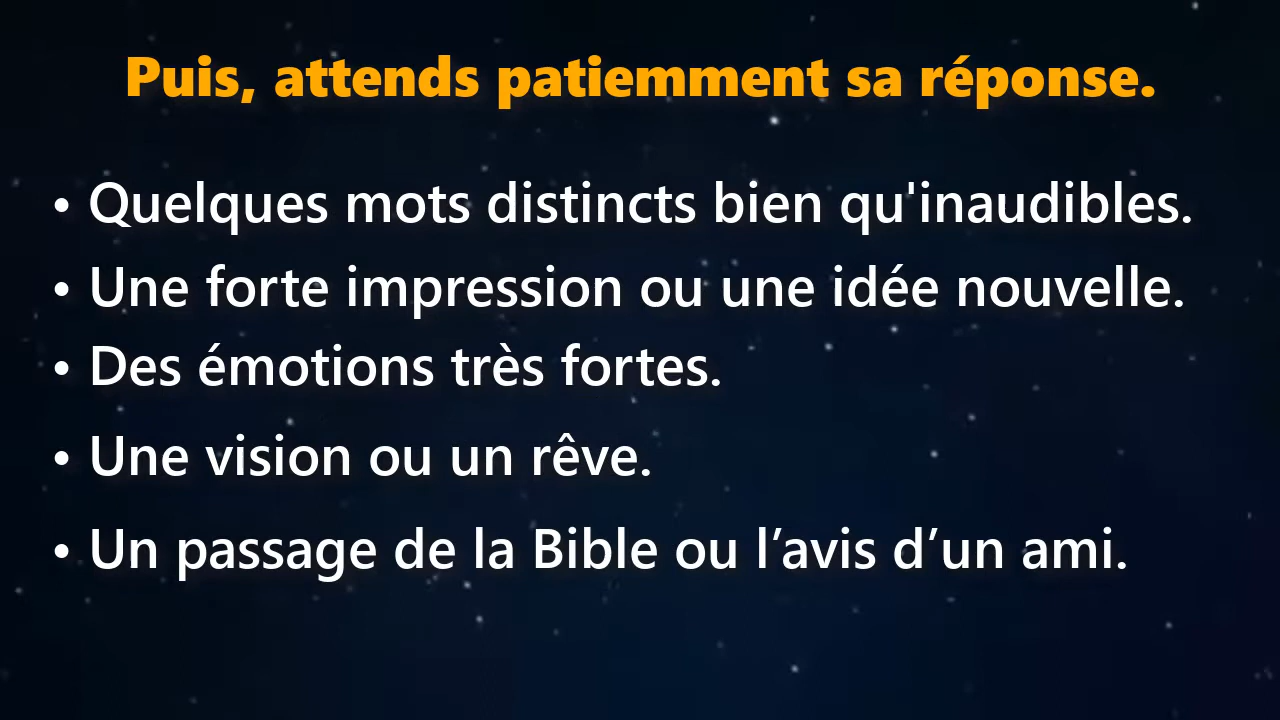 Puis, attends patiemment sa réponse.
• Quelques mots distincts bien qu'inaudibles.
• Une forte impression ou une idée nouvelle.
• Des émotions très fortes.
• Une vision ou un rêve.
• Un passage de la Bible ou l’avis d’un ami.